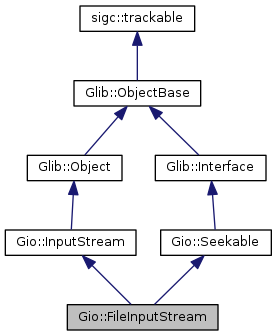 sigc::trackable
Glib::ObjectBase
Glib::Object
Glib::Interface
Gio::InputStream
Gio::Seekable
Gio::FileInputStream